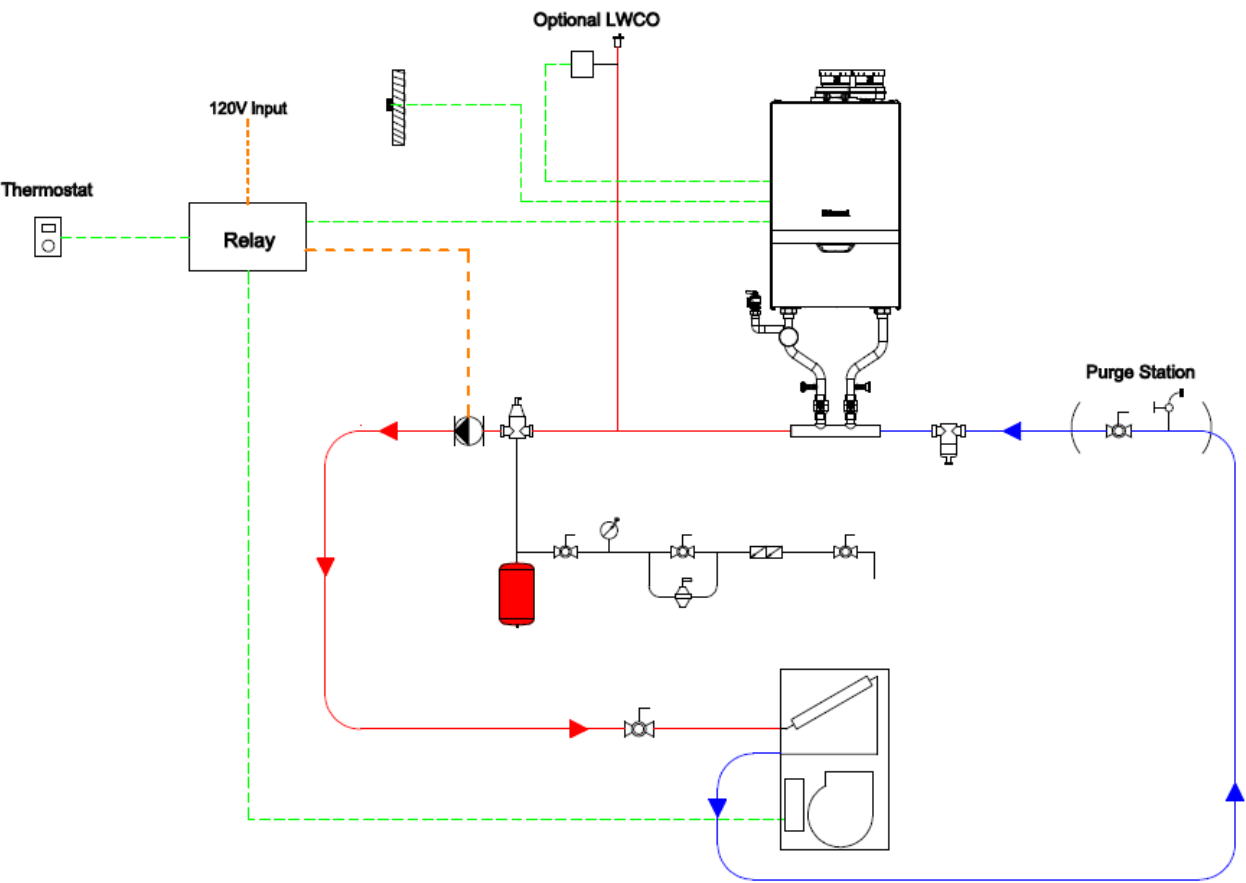 Optional LWCO
120V Input
Thermostat
Relay
Purge Station